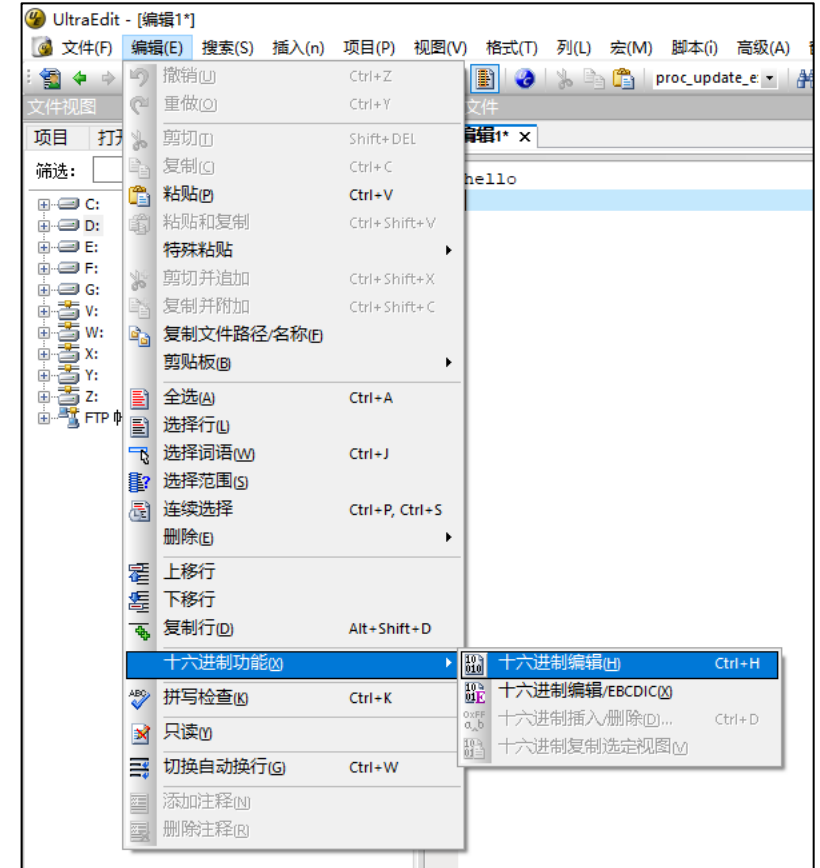 UltraEdit - [编辑1*]
文件(F) 编辑(E) 搜索(S) 插入(n) 项目(P) 视图(V) 格式(T) 列(L) 宏(M) 脚本(i) 高级(A)
撤销(U) Ctrl+Z
proc_update_e
文件视图
重做(O) Ctrl+Y
文件
项目 打开
剪切(T) Shift+DEL
编辑1* ×
筛选:
复制(C) Ctrl+C
hello
粘贴(P) Ctrl+V
C:
粘贴和复制 Ctrl+Shift+V
D:
特殊粘贴
E:
F:
剪切并追加 Ctrl+Shift+X
G:
复制并附加 Ctrl+Shift+C
V:
W:
复制文件路径/名称(F)
X:
剪贴板(B)
Y:
Z:
全选(A) Ctrl+A
FTP
选择行(L)
选择词语(W) Ctrl+J
选择范围(S)
连续选择 Ctrl+P, Ctrl+S
删除(E)
上移行
下移行
复制行(D) Alt+Shift+D
十六进制功能(X)
十六进制编辑(H) Ctrl+H
拼写检查(K) Ctrl+K
十六进制编辑/EBCDIC(X)
十六进制插入/删除(D)... Ctrl+D
只读(Y)
十六进制复制选定视图(V)
切换自动换行(G) Ctrl+W
添加注释(N)
删除注释(R)